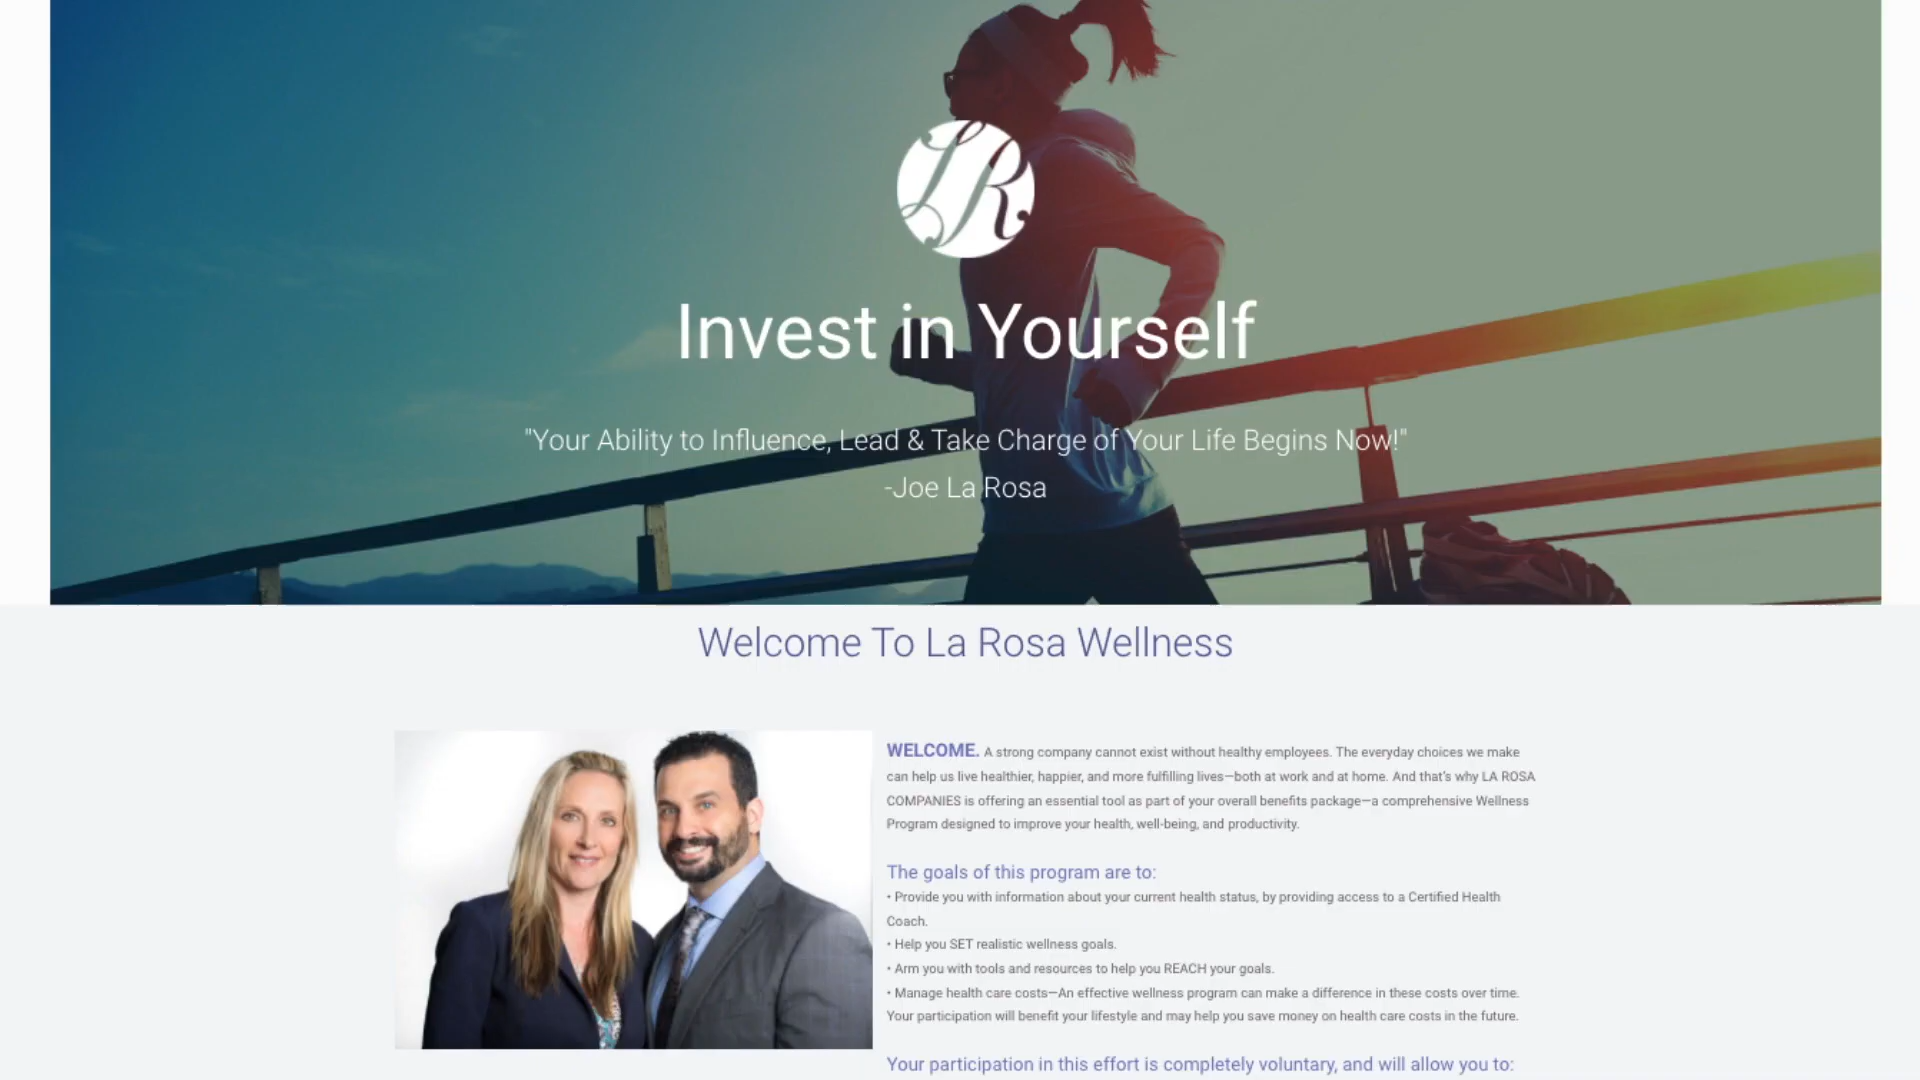 LR
Invest in Yourself
"Your Ability to Influence, Lead & Take Charge of Your Life Begins Now!"
-Joe La Rosa
Welcome To La Rosa Wellness
WELCOME. A strong company cannot exist without healthy employees. The everyday choices we make
can help us live healthier, happier, and more fulfilling lives—both at work and at home. And that's why LA ROSA
COMPANIES is offering an essential tool as part of your overall benefits package—a comprehensive Wellness
Program designed to improve your health, well-being, and productivity.
The goals of this program are to:
• Provide you with information about your current health status, by providing access to a Certified Health
Coach.
• Help you SET realistic wellness goals.
• Arm you with tools and resources to help you REACH your goals.
• Manage health care costs—An effective wellness program can make a difference in these costs over time.
Your participation will benefit your lifestyle and may help you save money on health care costs in the future.
Your participation in this effort is completely voluntary, and will allow you to: